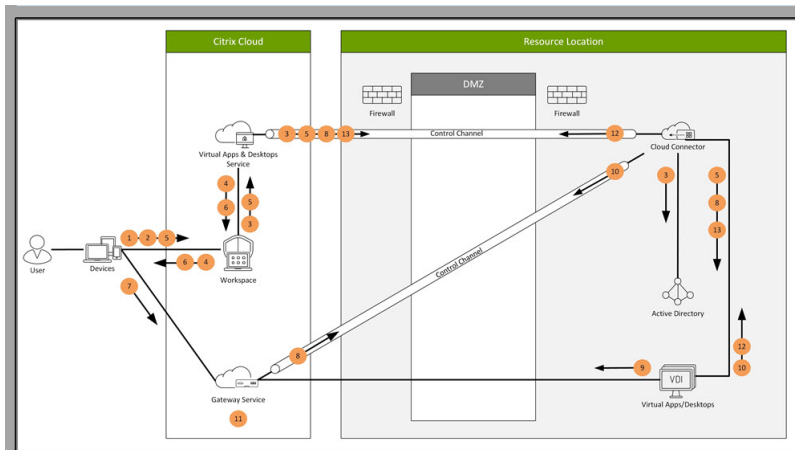 Citrix Cloud
Resource Location
DMZ
Firewall
Firewall
3 5 8 13
Control Channel
12
Virtual Apps & Desktops
Service
Cloud Connector
10
4
6
5
3
3
5
8
13
1 2 5
6 4
User
Devices
Workspace
Control Channel
7
Active Directory
8
12
10
9
VDI
Gateway Service
Virtual Apps/Desktops
11